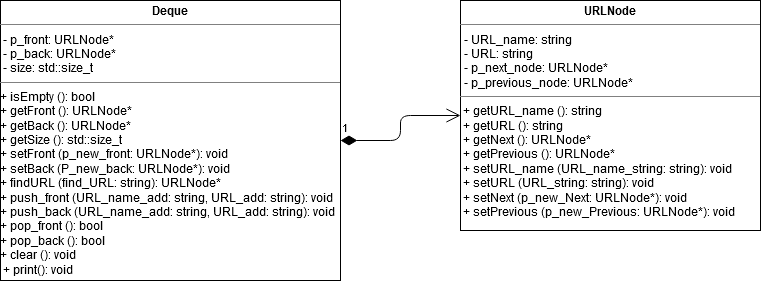 Deque
- p_front: URLNode*
- p_back: URLNode*
- size: std::size_t
+ isEmpty (): bool
+ getFront (): URLNode*
+ getBack (): URLNode*
+ getSize (): std::size_t
+ setFront (p_new_front: URLNode*): void
+ setBack (P_new_back: URLNode*): void
+ findURL (find_URL: string): URLNode*
+ push_front (URL_name_add: string, URL_add: string): void
+ push_back (URL_name_add: string, URL_add: string): void
+ pop_front (): bool
+ pop_back (): bool
+ clear (): void
+ print(): void
1
URLNode
- URL_name: string
- URL: string
- p_next_node: URLNode*
- p_previous_node: URLNode*
+ getURL_name (): string
+ getURL (): string
+ getNext (): URLNode*
+ getPrevious (): URLNode*
+ setURL_name (URL_name_string: string): void
+ setURL (URL_string: string): void
+ setNext (p_new_Next: URLNode*): void
+ setPrevious (p_new_Previous: URLNode*): void